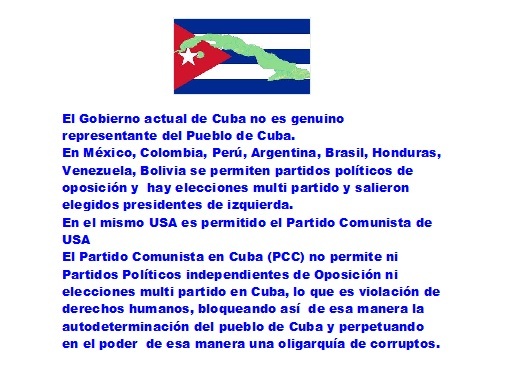 El Gobierno actual de Cuba no es genuino
representante del Pueblo de Cuba.
En México, Colombia, Perú, Argentina, Brasil, Honduras,
Venezuela, Bolivia se permiten partidos políticos de
oposición y  hay elecciones multi partido y salieron
elegidos presidentes de izquierda.
En el mismo USA es permitido el Partido Comunista de
USA
El Partido Comunista en Cuba (PCC) no permite ni
Partidos Políticos independientes de Oposición ni
elecciones multi partido en Cuba, lo que es violación de
derechos humanos, bloqueando así  de esa manera la
autodeterminación del pueblo de Cuba y perpetuando
en el poder  de esa manera una oligarquía de corruptos.